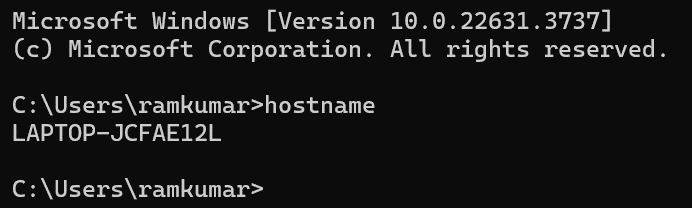 Microsoft Windows [Version 10.0.22631.3737]
(c) Microsoft Corporation. All rights reserved.
C:\Users\ramkumar>hostname
LAPTOP-JCFAE12L
C:\Users\ramkumar>